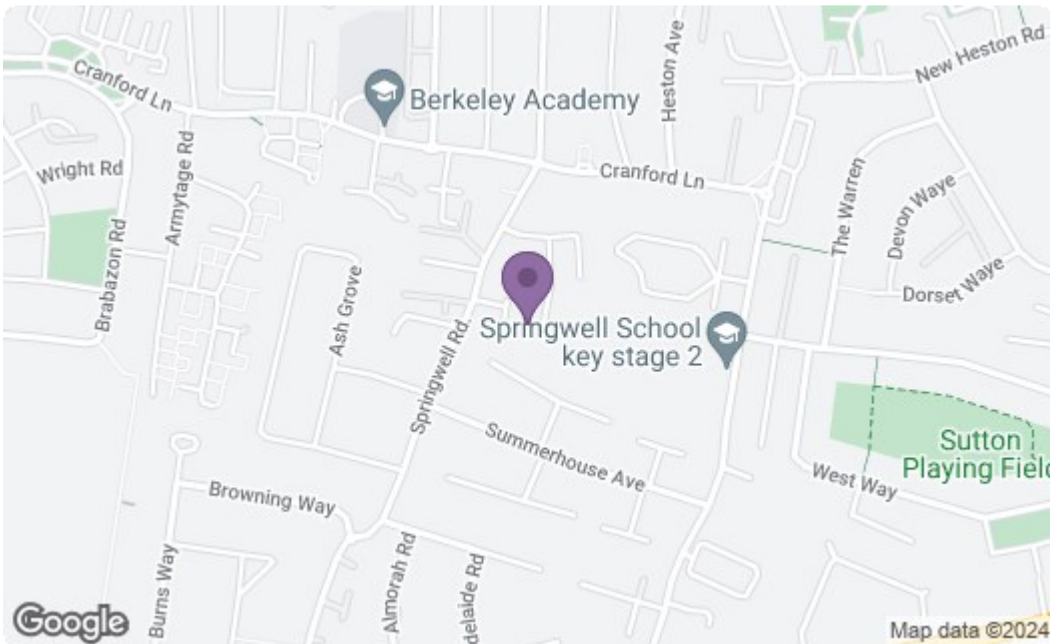 Cranford Ln
Berkeley Academy
Heston Ave
New Heston Rd
Wright Rd
Armytage Rd
Brabazon Rd
Cranford Ln
The Warren
Devon Waye
Dorset Waye
Ash Grove
Springwell Rd
Springwell School
key stage 2
Summerhouse Ave
Sutton
Playing Field
West Way
Browning Way
Burns Way
Almorah Rd
delaide Rd
Google
Map data ©2024